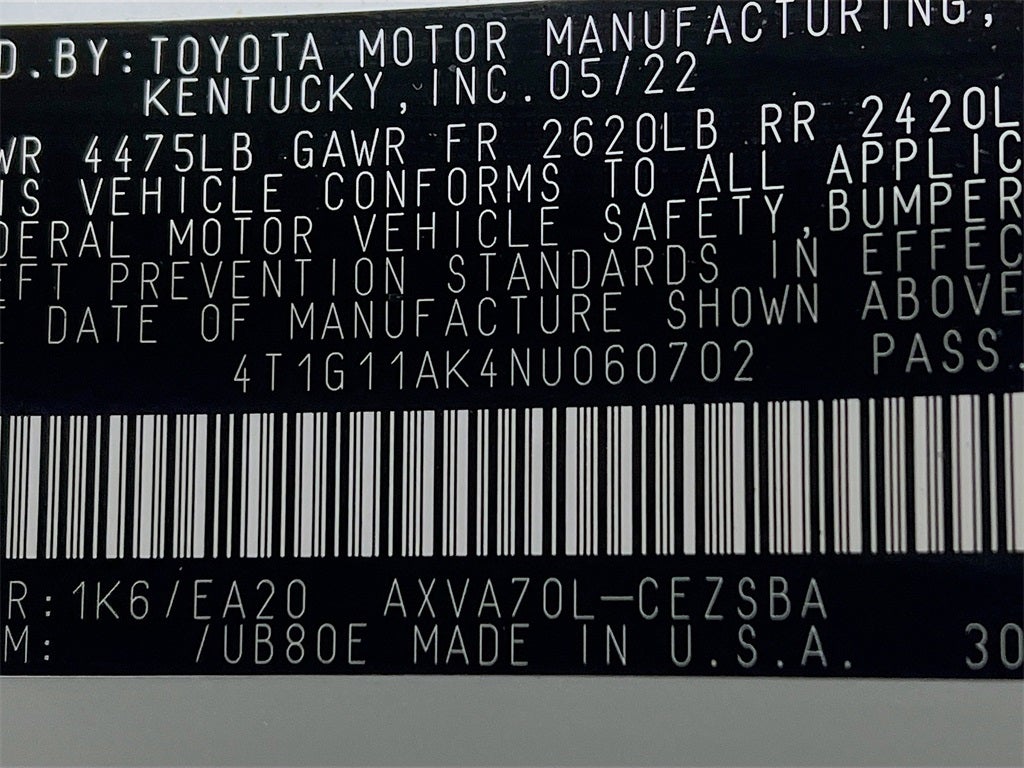 D.BY:TOYOTA MOTOR MANUFACTURING,
KENTUCKY,INC.05/22
WR 4475LB GAWR FR 2620LB RR 2420L
IS VEHICLE CONFORMS TO ALL APPLIC
DERAL MOTOR VEHICLE SAFETY,BUMPER
EFT PREVENTION STANDARDS IN EFFEC
E DATE OF MANUFACTURE SHOWN ABOVE
4T1G11AK4NU060702 PASS.
R:1K6/EA20 AXVA70L-CEZSBA
M: /UB80E MADE IN U.S.A. 30